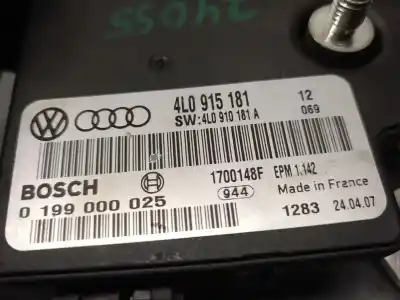 24055
4L0 915 181 12
SW:4L0 910 181 A 069
BOSCH 1700148F EPM 1.142
0 199 000 025 944 Made in France
1283 24.04.07